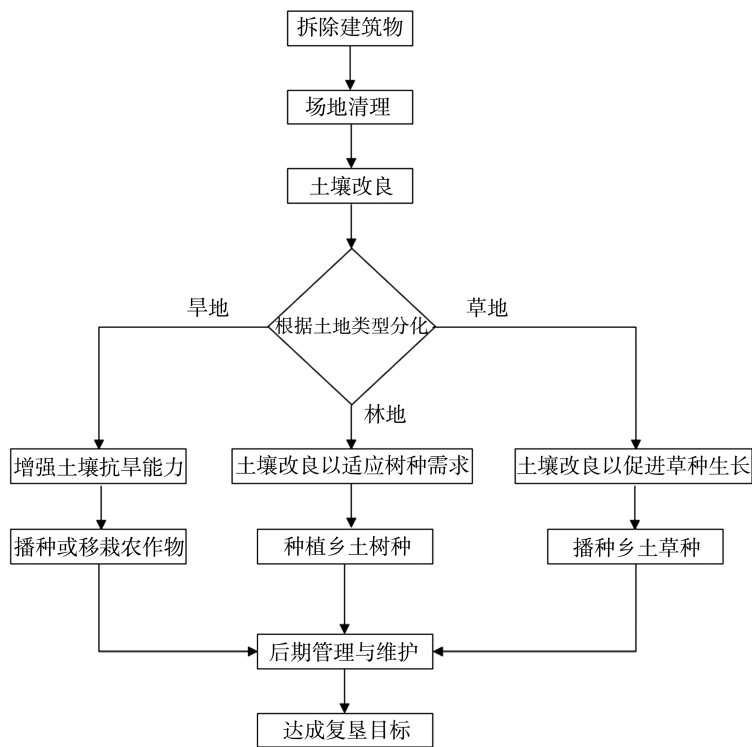 拆除建筑物
场地清理
土壤改良
根据土地类型分化
旱地
草地
林地
增强土壤抗旱能力
土壤改良以适应树种需求
土壤改良以促进草种生长
播种或移栽农作物
种植乡土树种
播种乡土草种
后期管理与维护
达成复垦目标